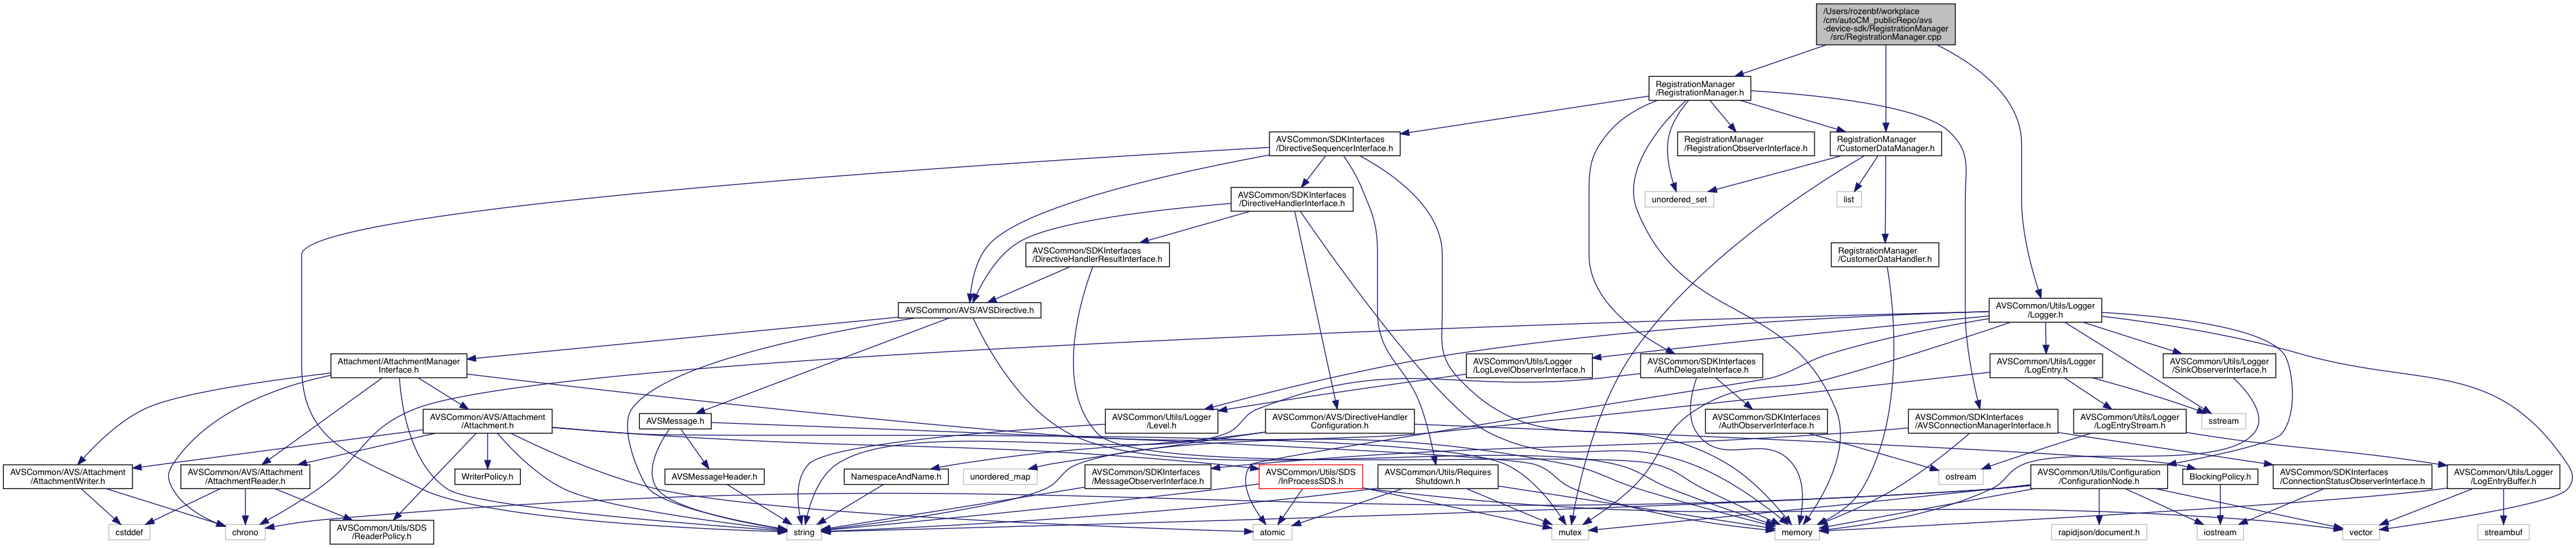 /Users/rozenbf/workplace
/cm/autoCM_publicRepo/avs
-device-sdk/RegistrationManager
/src/RegistrationManager.cpp
RegistrationManager
/RegistrationManager.h
AVSCommon/SDKInterfaces
/DirectiveSequencerInterface.h
RegistrationManager
/RegistrationObserverInterface.h
RegistrationManager
/CustomerDataManager.h
AVSCommon/SDKInterfaces
/DirectiveHandlerInterface.h
unordered_set
list
AVSCommon/SDKInterfaces
/DirectiveHandlerResultInterface.h
RegistrationManager
/CustomerDataHandler.h
AVSCommon/AVS/AVSDirective.h
AVSCommon/Utils/Logger
/Logger.h
Attachment/AttachmentManager
Interface.h
AVSCommon/Utils/Logger
/LogLevelObserverInterface.h
AVSCommon/SDKInterfaces
/AuthDelegateInterface.h
AVSCommon/Utils/Logger
/LogEntry.h
AVSCommon/Utils/Logger
/SinkObserverInterface.h
AVSCommon/AVS/Attachment
/Attachment.h
AVSMessage.h
AVSCommon/Utils/Logger
/Level.h
AVSCommon/AVS/DirectiveHandler
Configuration.h
AVSCommon/SDKInterfaces
/AuthObserverInterface.h
AVSCommon/SDKInterfaces
/AVSConnectionManagerInterface.h
AVSCommon/Utils/Logger
/LogEntryStream.h
sstream
AVSCommon/AVS/Attachment
/AttachmentWriter.h
AVSCommon/AVS/Attachment
/AttachmentReader.h
WriterPolicy.h
AVSMessageHeader.h
NamespaceAndName.h
unordered_map
AVSCommon/SDKInterfaces
/MessageObserverInterface.h
AVSCommon/Utils/SDS
/InProcessSDS.h
AVSCommon/Utils/Requires
Shutdown.h
ostream
AVSCommon/Utils/Configuration
/ConfigurationNode.h
BlockingPolicy.h
AVSCommon/SDKInterfaces
/ConnectionStatusObserverInterface.h
AVSCommon/Utils/Logger
/LogEntryBuffer.h
cstddef
chrono
AVSCommon/Utils/SDS
/ReaderPolicy.h
string
atomic
mutex
memory
rapidjson/document.h
iostream
vector
streambuf